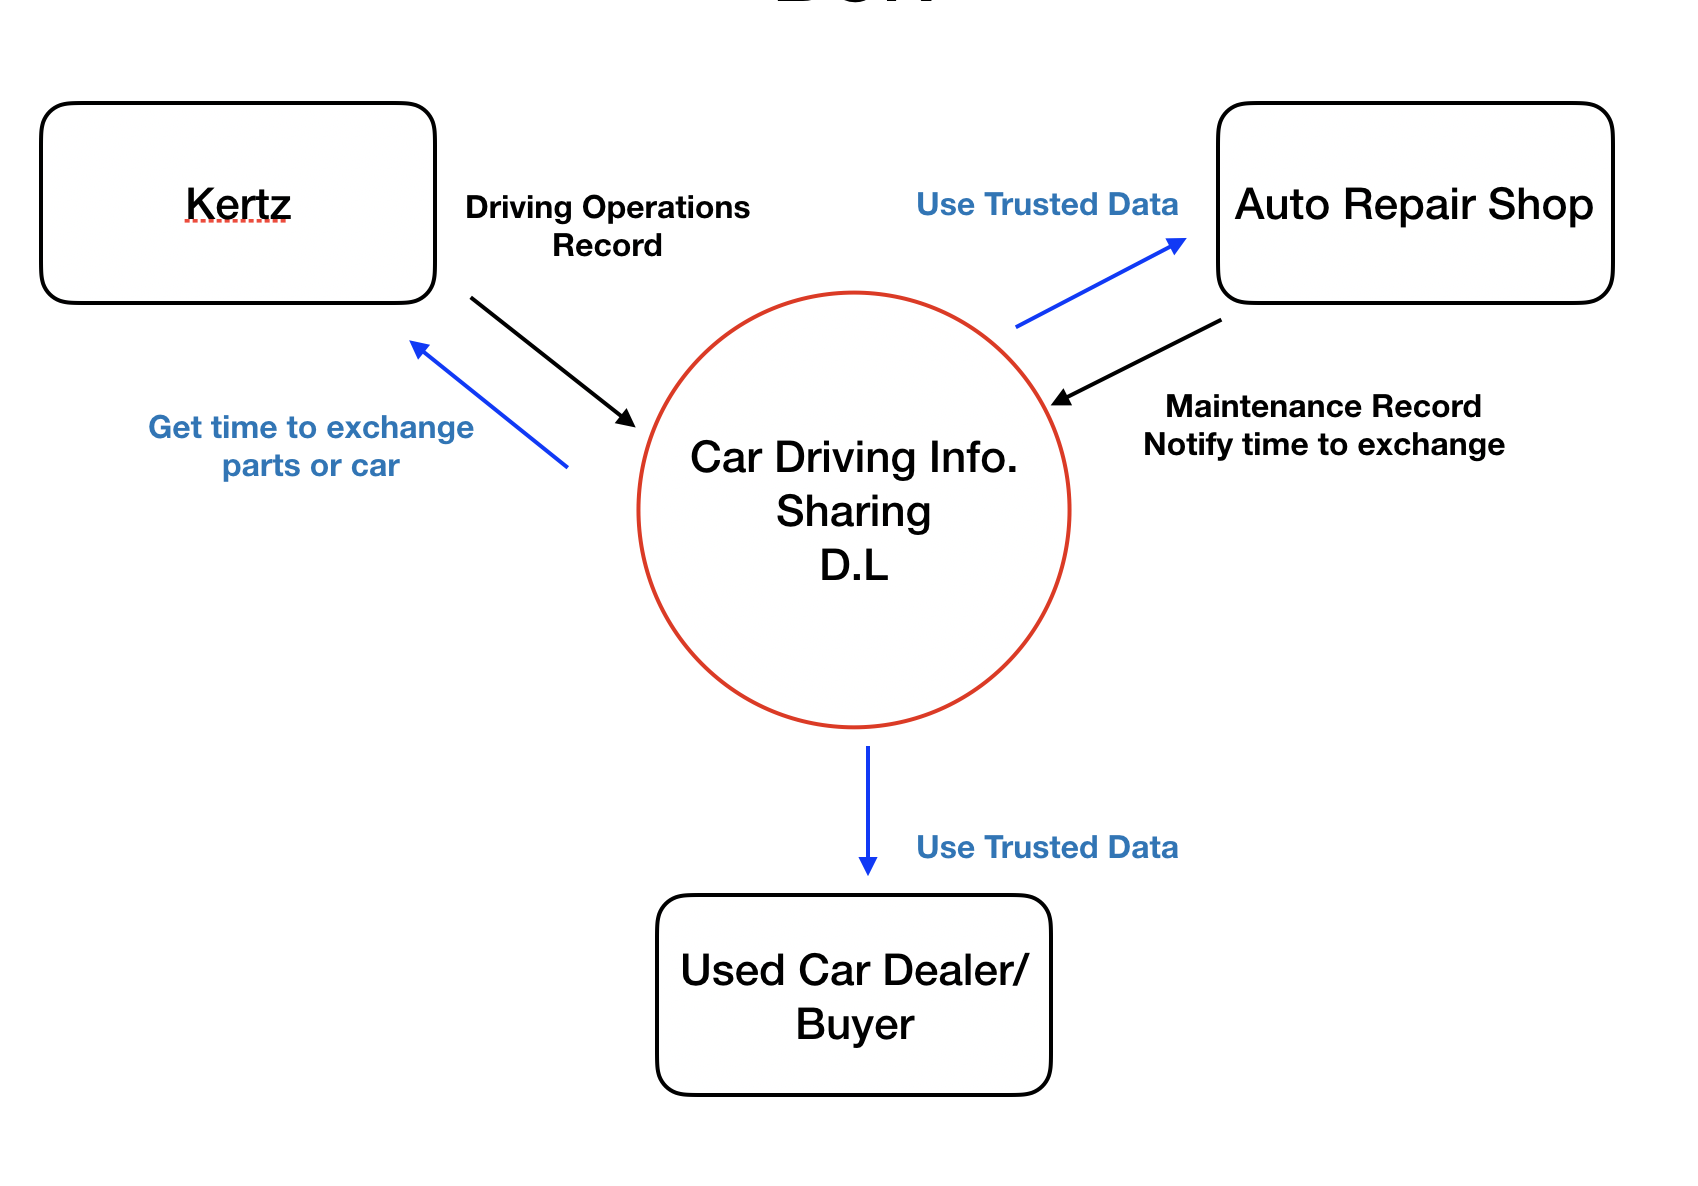 Kertz
Driving Operations
Record
Use Trusted Data
Auto Repair Shop
Get time to exchange
parts or car
Maintenance Record
Notify time to exchange
Car Driving Info.
Sharing
D.L
Use Trusted Data
Used Car Dealer/
Buyer